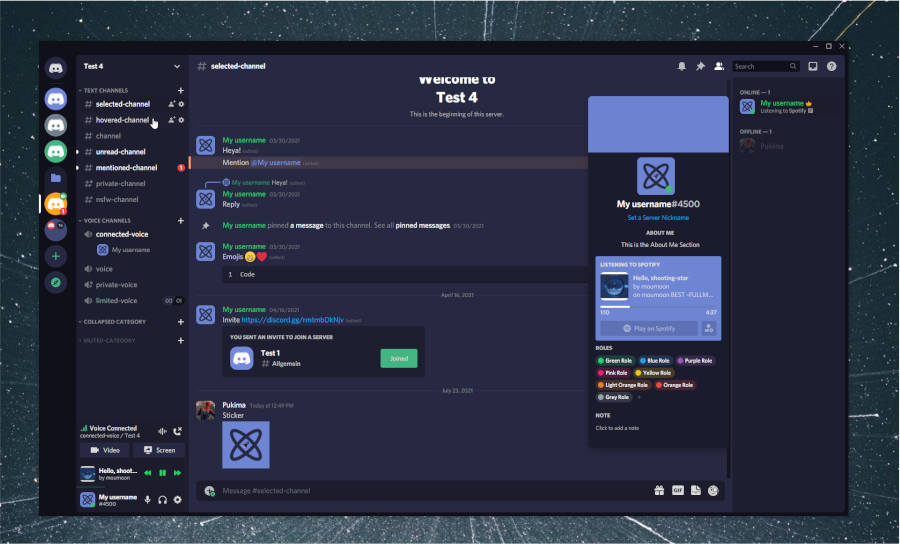 Test 4
TEXT CHANNELS
selected-channel
hovered-channel
channel
unread-channel
mentioned-channel
1
private-channel
nsfw-channel
VOICE CHANNELS
connected-voice
My username
voice
private-voice
limited-voice
00 01
COLLAPSED CATEGORY
MUTED-CATEGORY
1
Voice Connected
connected-voice / Test 4
Video
Screen
Hello, shoot...
by moumoon
My username
#4500
selected-channel
Search
Welcome to
Test 4
This is the beginning of this server.
My username 03/30/2021
Heya! (edited)
Mention @My username (edited)
My username Heya! (edited)
My username 03/30/2021
Reply
My username pinned a message to this channel. See all pinned messages. 03/30/2021
My username 03/30/2021
Emojis (edited)
1 Code
April 16, 2021
My username 04/16/2021
Invite https://discord.gg/rmtmbDkNjv (edited)
YOU SENT AN INVITE TO JOIN A SERVER
Test 1
Allgemein
Joined
July 23, 2021
Pukima Today at 12:49 PM
Sticker
Message #selected-channel
GIF
My username#4500
Set a Server Nickname
ABOUT ME
This is the About Me Section
LISTENING TO SPOTIFY
Hello, shooting-star
by moumoon
on moumoon BEST -FULLM...
1:10
4:37
Play on Spotify
ROLES
Green Role
Blue Role
Purple Role
Pink Role
Yellow Role
Light Orange Role
Orange Role
Grey Role
+
NOTE
Click to add a note
ONLINE — 1
My username
Listening to Spotify
OFFLINE — 1
Pukima